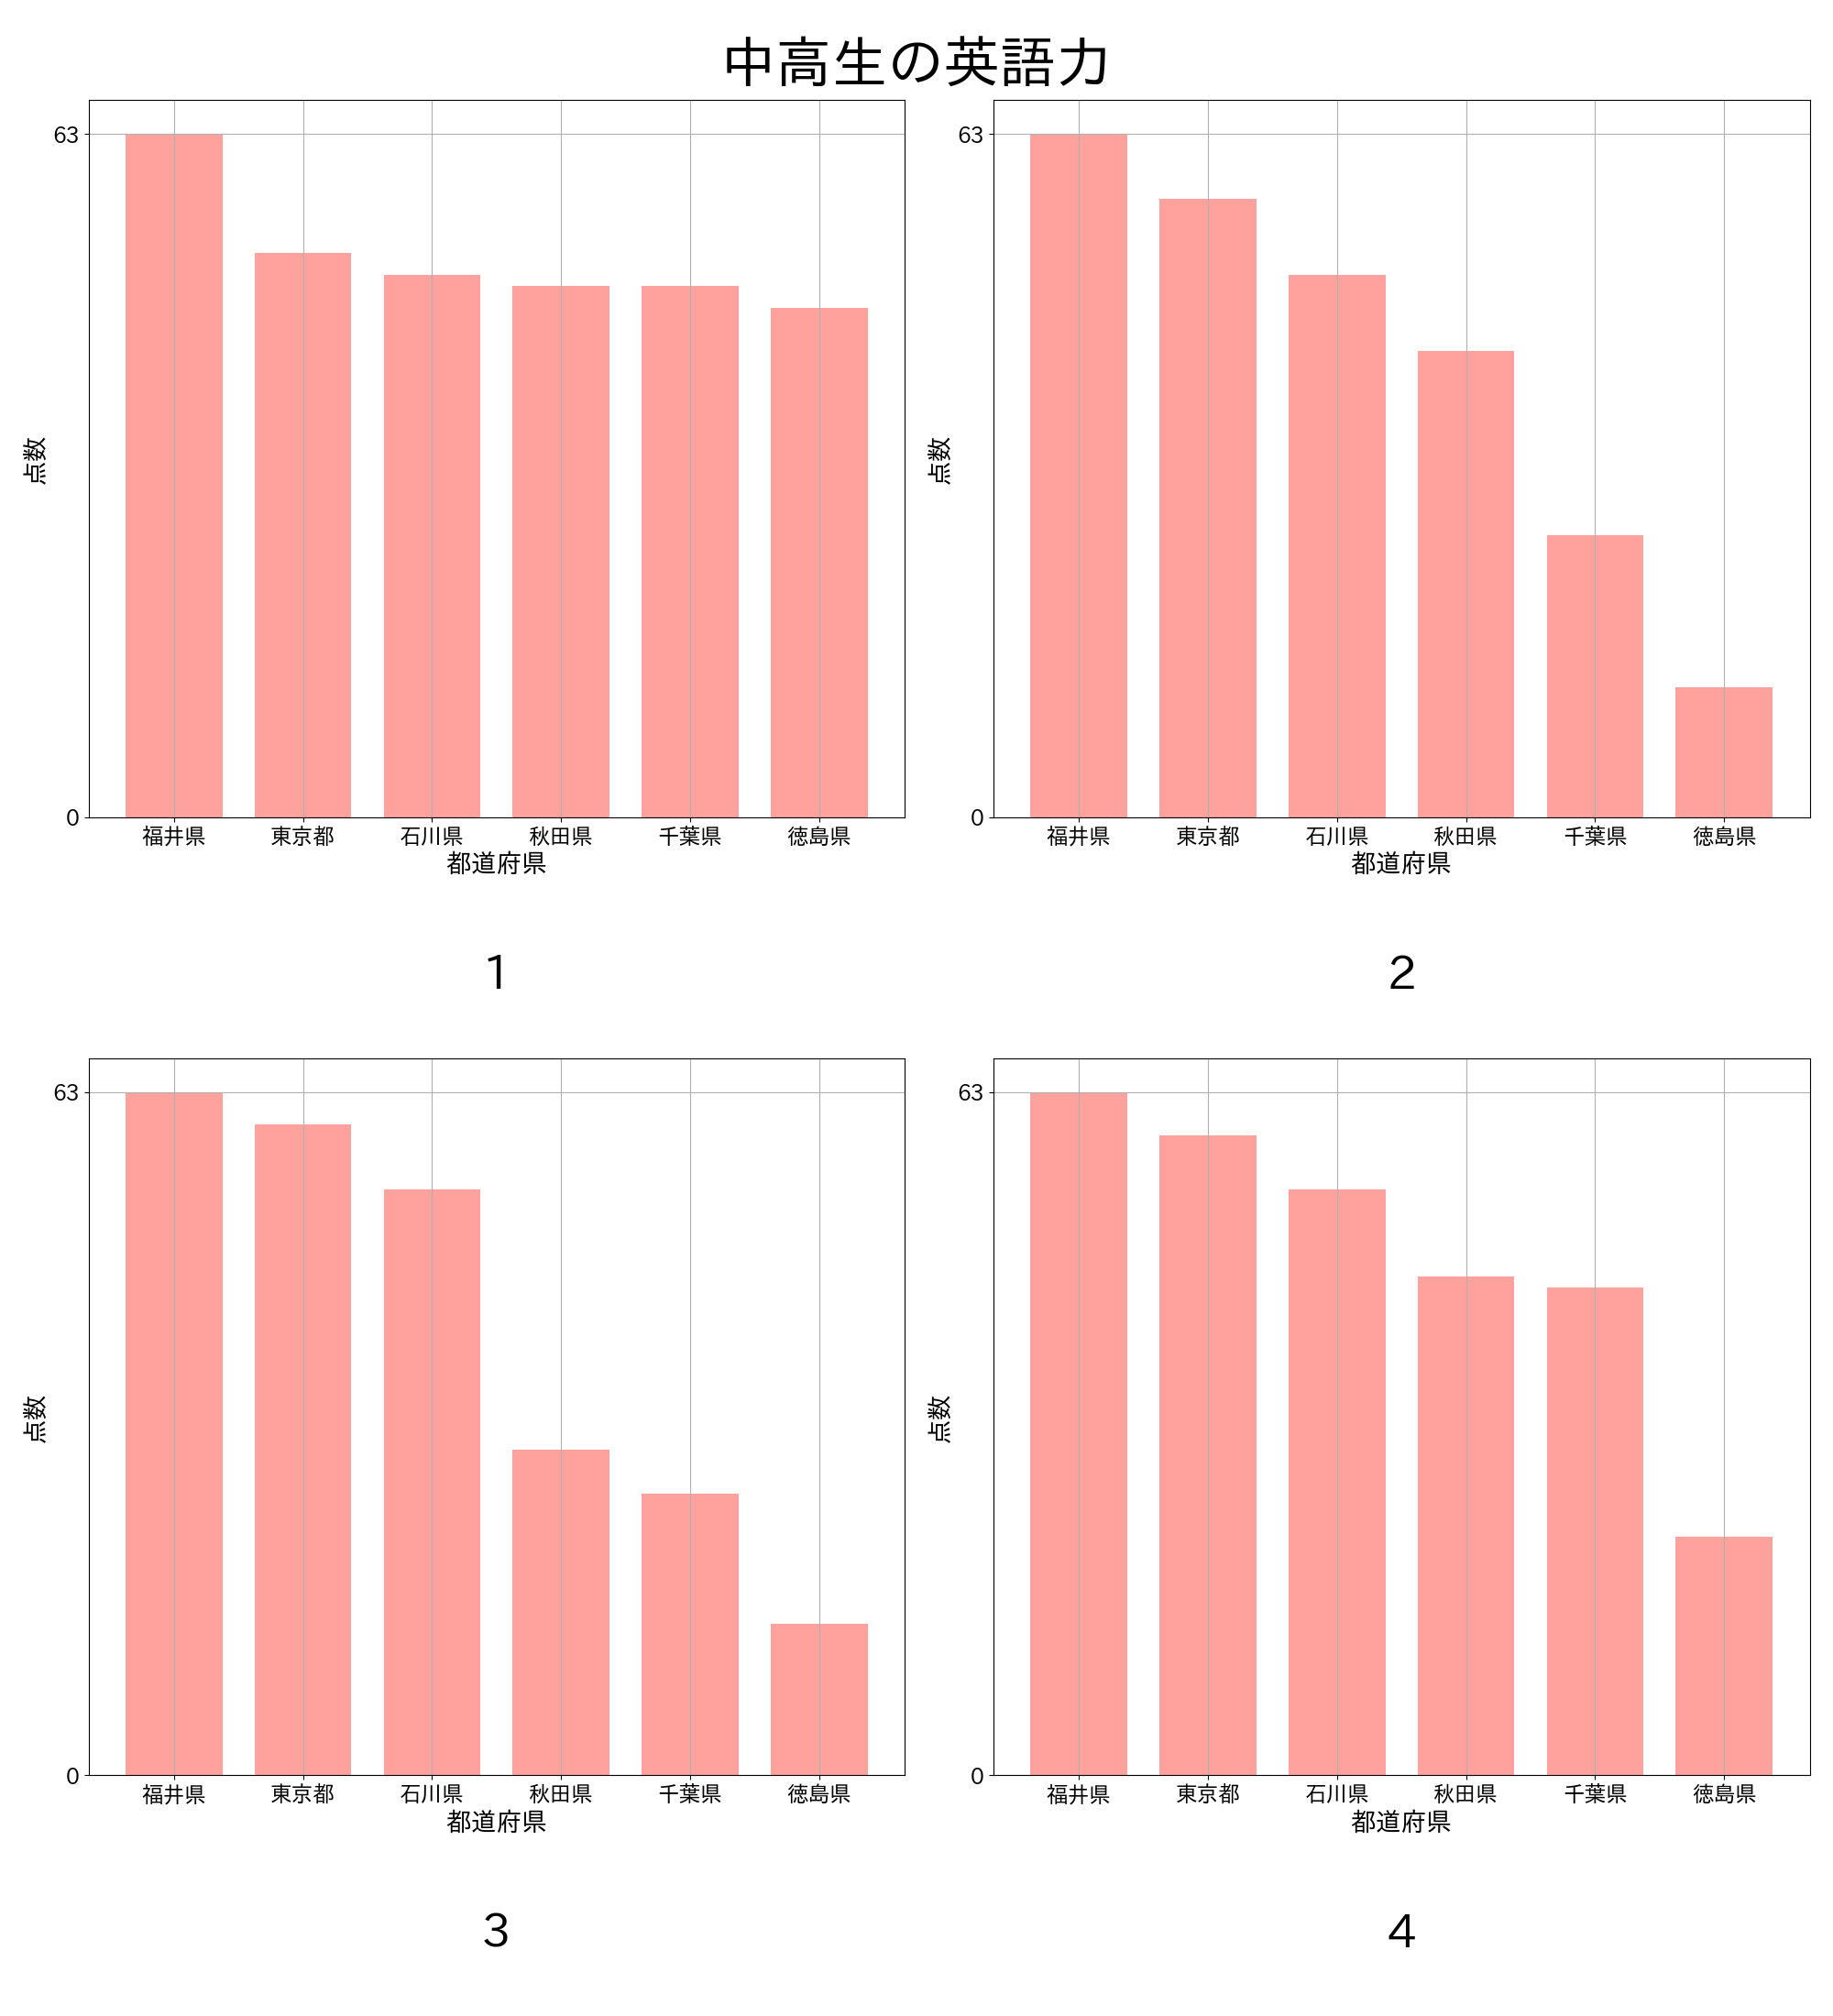 中高生の英語力
63
0
点数
福井県 東京都 石川県 秋田県 千葉県 徳島県
都道府県
1
63
0
点数
福井県 東京都 石川県 秋田県 千葉県 徳島県
都道府県
2
63
0
点数
福井県 東京都 石川県 秋田県 千葉県 徳島県
都道府県
3
63
0
点数
福井県 東京都 石川県 秋田県 千葉県 徳島県
都道府県
4